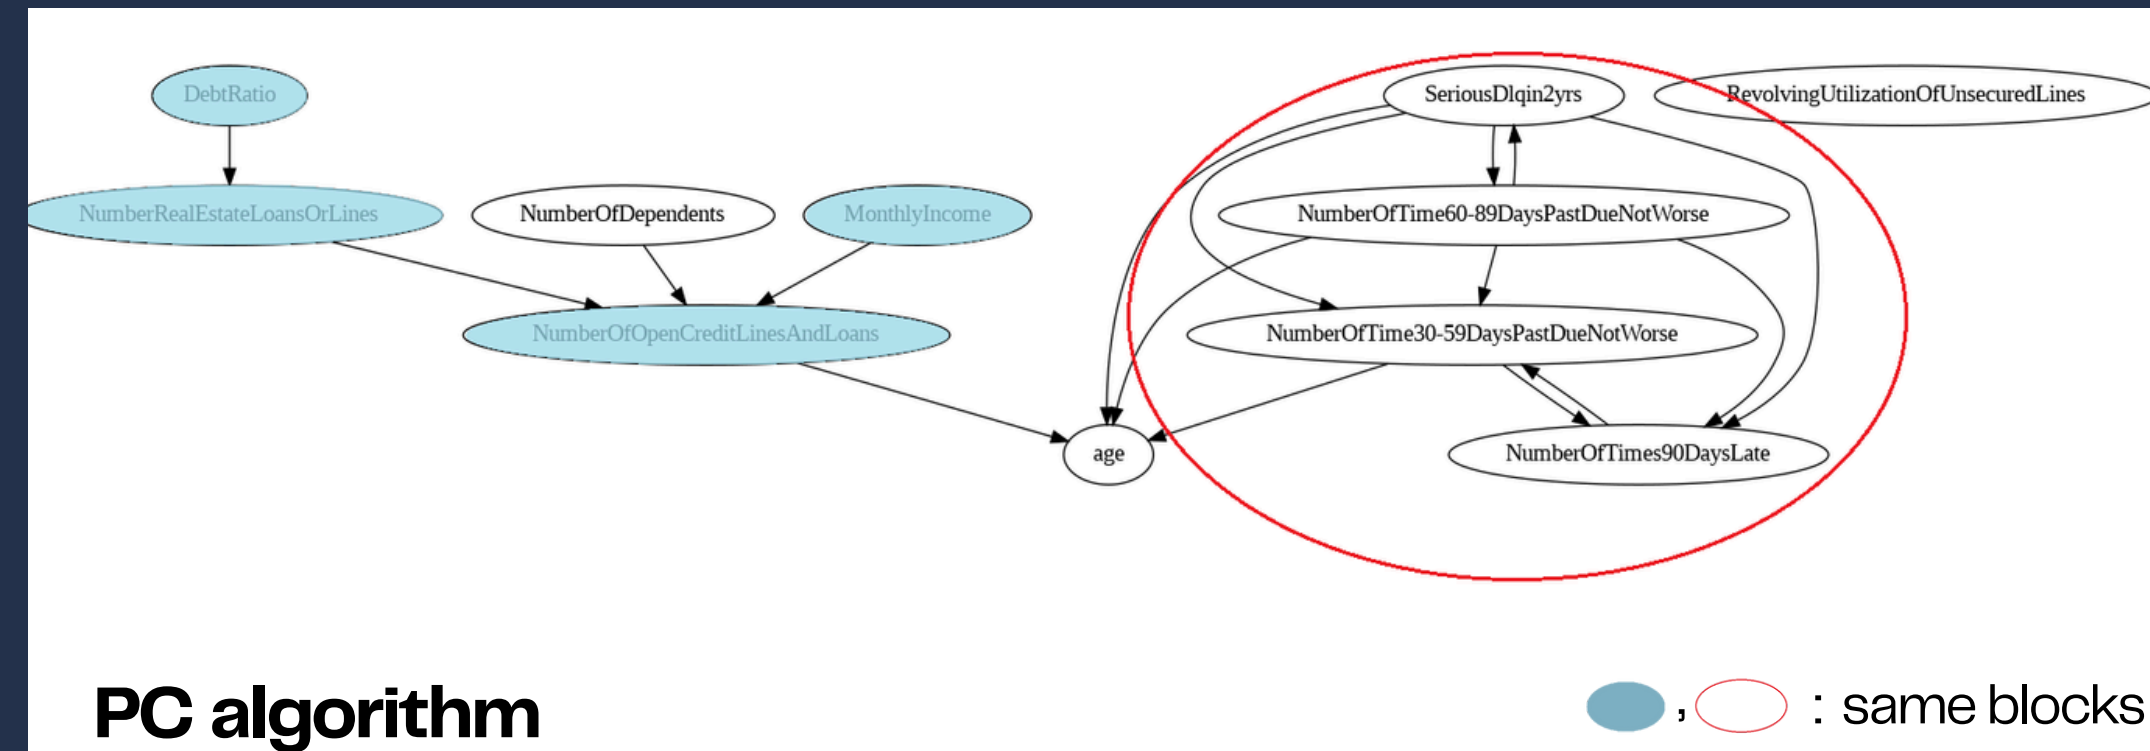 DebtRatio
SeriousDlqin2yrs
RevolvingUtilizationOfUnsecuredLines
NumberRealEstateLoansOrLines
NumberOfDependents
MonthlyIncome
NumberOfTime60-89DaysPastDueNotWorse
NumberOfOpenCreditLinesAndLoans
NumberOfTime30-59DaysPastDueNotWorse
age
NumberOfTimes90DaysLate
PC algorithm
, : same blocks